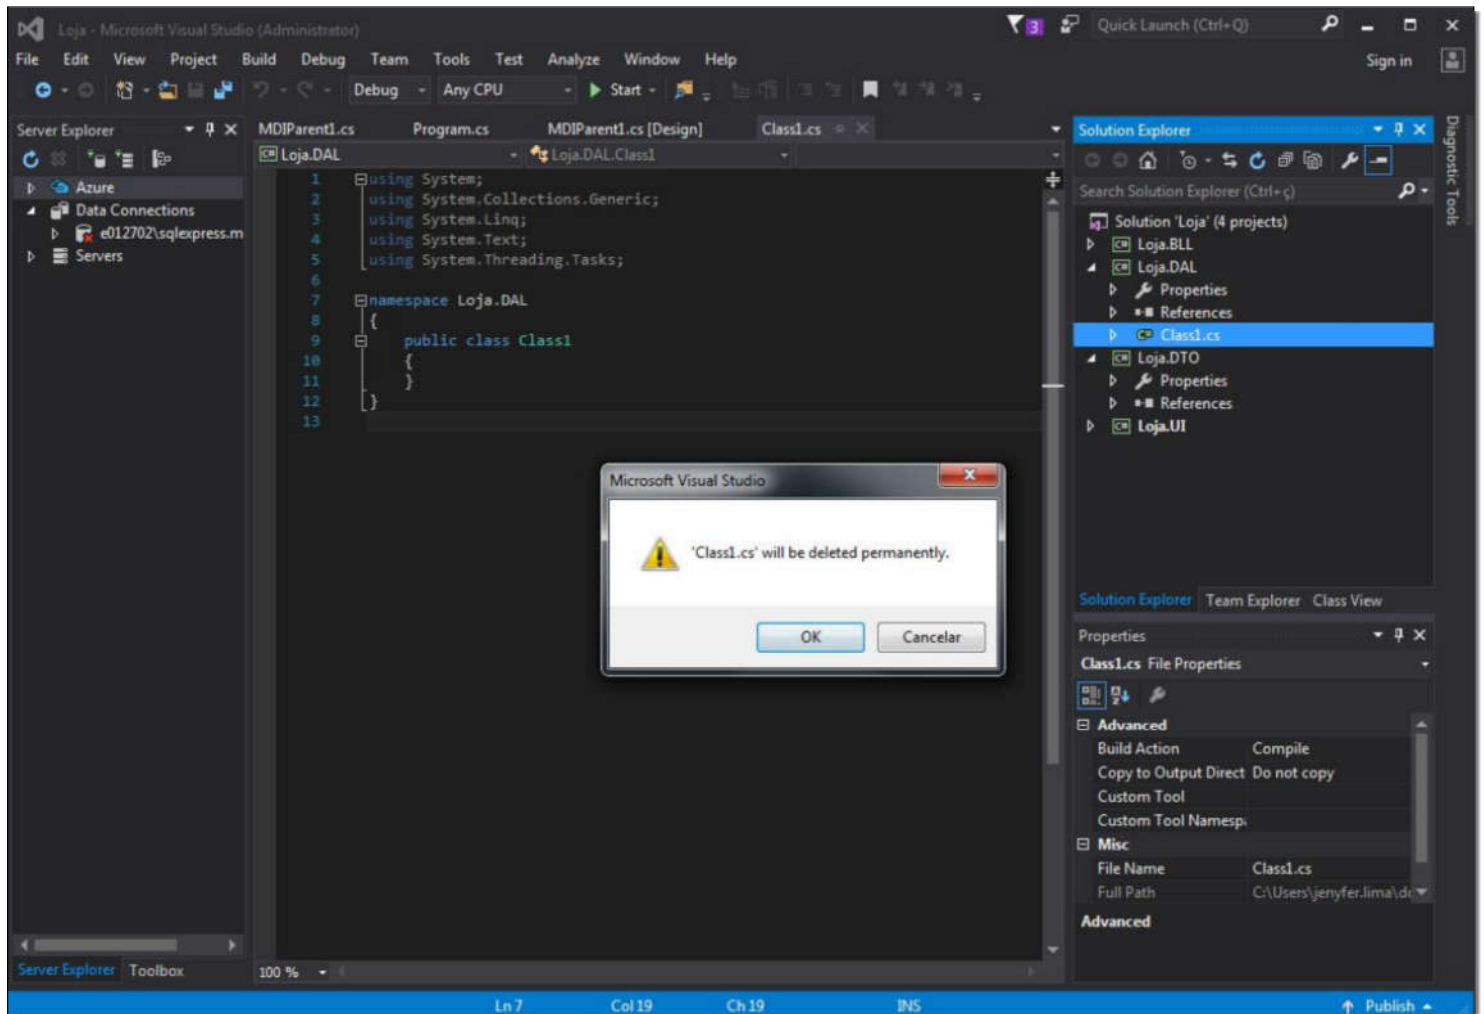 Loja - Microsoft Visual Studio (Administrator)
3
Quick Launch (Ctrl+Q)
File Edit View Project Build Debug Team Tools Test Analyze Window Help
Sign in
Debug Any CPU Start
Server Explorer
Azure
Data Connections
e012702\sqlexpress.m
Servers
MDIParent1.cs Program.cs MDIParent1.cs [Design] Class1.cs
Loja.DAL Loja.DAL.Class1
1 using System;
2 using System.Collections.Generic;
3 using System.Linq;
4 using System.Text;
5 using System.Threading.Tasks;
6
7 namespace Loja.DAL
8 {
9 public class Class1
10 {
11 }
12 }
13
Microsoft Visual Studio
'Class1.cs' will be deleted permanently.
OK Cancelar
Solution Explorer
Search Solution Explorer (Ctrl+ç)
Solution 'Loja' (4 projects)
Loja.BLL
Loja.DAL
Properties
References
Class1.cs
Loja.DTO
Properties
References
Loja.UI
Solution Explorer Team Explorer Class View
Properties
Class1.cs File Properties
Advanced
Build Action Compile
Copy to Output Direct Do not copy
Custom Tool
Custom Tool Namesp
Misc
File Name Class1.cs
Full Path C:\Users\jenyfer.lima\d
Advanced
Diagnostic Tools
Server Explorer Toolbox
100 %
Ln 7 Col 19 Ch 19 INS
Publish